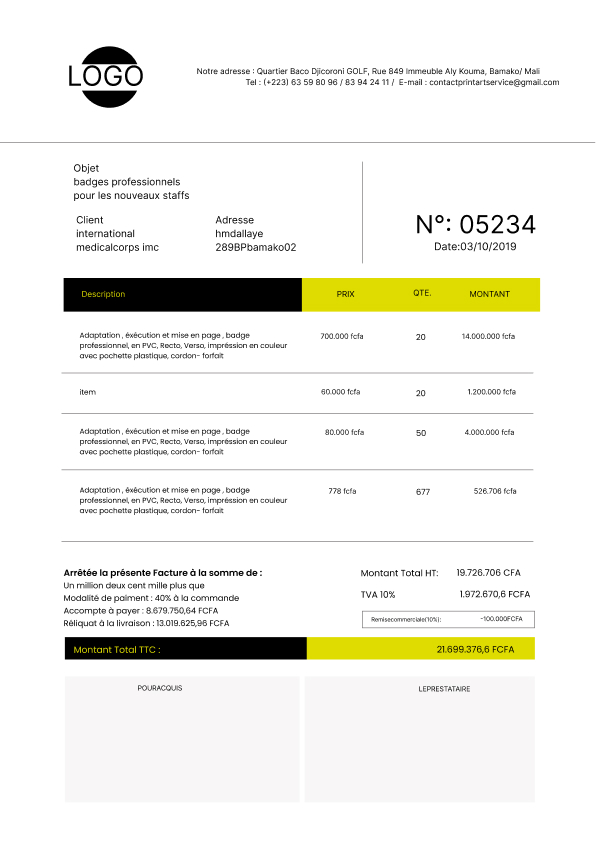 LOGO
Notre adresse : Quartier Baco Djicoroni GOLF, Rue 849 Immeuble Aly Kouma, Bamako/ Mali
Tel : (+223) 63 59 80 96 / 83 94 24 11 / E-mail : contactprintartservice@gmail.com
Objet
badges professionnels
pour les nouveaux staffs
Client
international
medicalcorps imc
Adresse
hmdallaye
289BPbamako02
N°: 05234
Date:03/10/2019
Description PRIX QTE. MONTANT
Adaptation , éxécution et mise en page , badge
professionnel, en PVC, Recto, Verso, impréssion en couleur
avec pochette plastique, cordon- forfait
700.000 fcfa 20 14.000.000 fcfa
item 60.000 fcfa 20 1.200.000 fcfa
Adaptation , éxécution et mise en page , badge
professionnel, en PVC, Recto, Verso, impréssion en couleur
avec pochette plastique, cordon- forfait
80.000 fcfa 50 4.000.000 fcfa
Adaptation , éxécution et mise en page , badge
professionnel, en PVC, Recto, Verso, impréssion en couleur
avec pochette plastique, cordon- forfait
778 fcfa 677 526.706 fcfa
Arrêtée la présente Facture à la somme de :
Un million deux cent mille plus que
Modalité de paiment : 40% à la commande
Accompte à payer : 8.679.750,64 FCFA
Réliquat à la livraison : 13.019.625,96 FCFA
Montant Total HT: 19.726.706 CFA
TVA 10% 1.972.670,6 FCFA
Remisecommerciale(10%): -100.000FCFA
Montant Total TTC : 21.699.376,6 FCFA
POURACQUIS
LEPRESTATAIRE